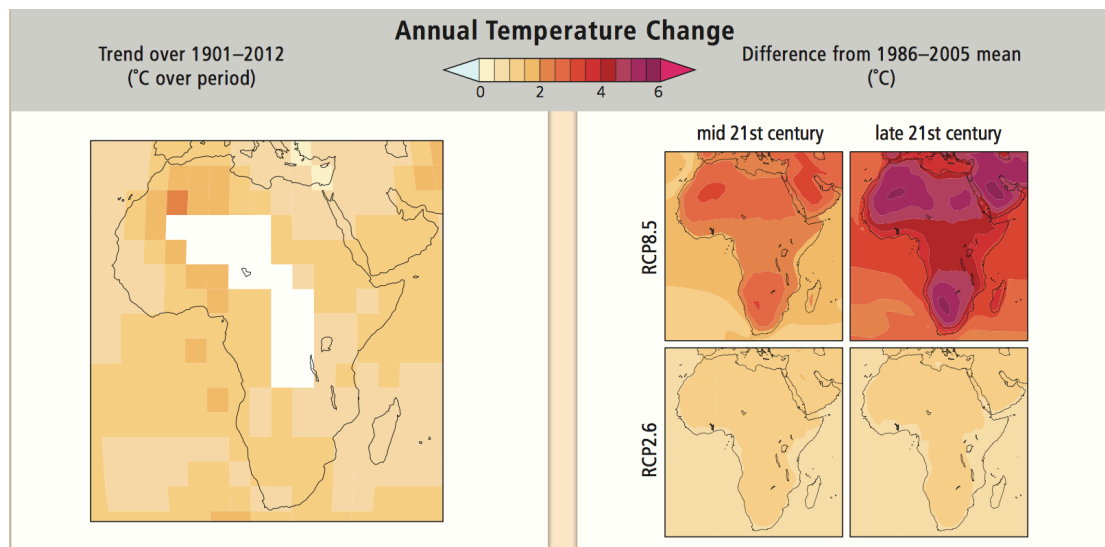 Annual Temperature Change
Trend over 1901–2012
(˚C over period)
0 2 4 6
Difference from 1986–2005 mean
(˚C)
mid 21st century
late 21st century
RCP8.5
RCP2.6